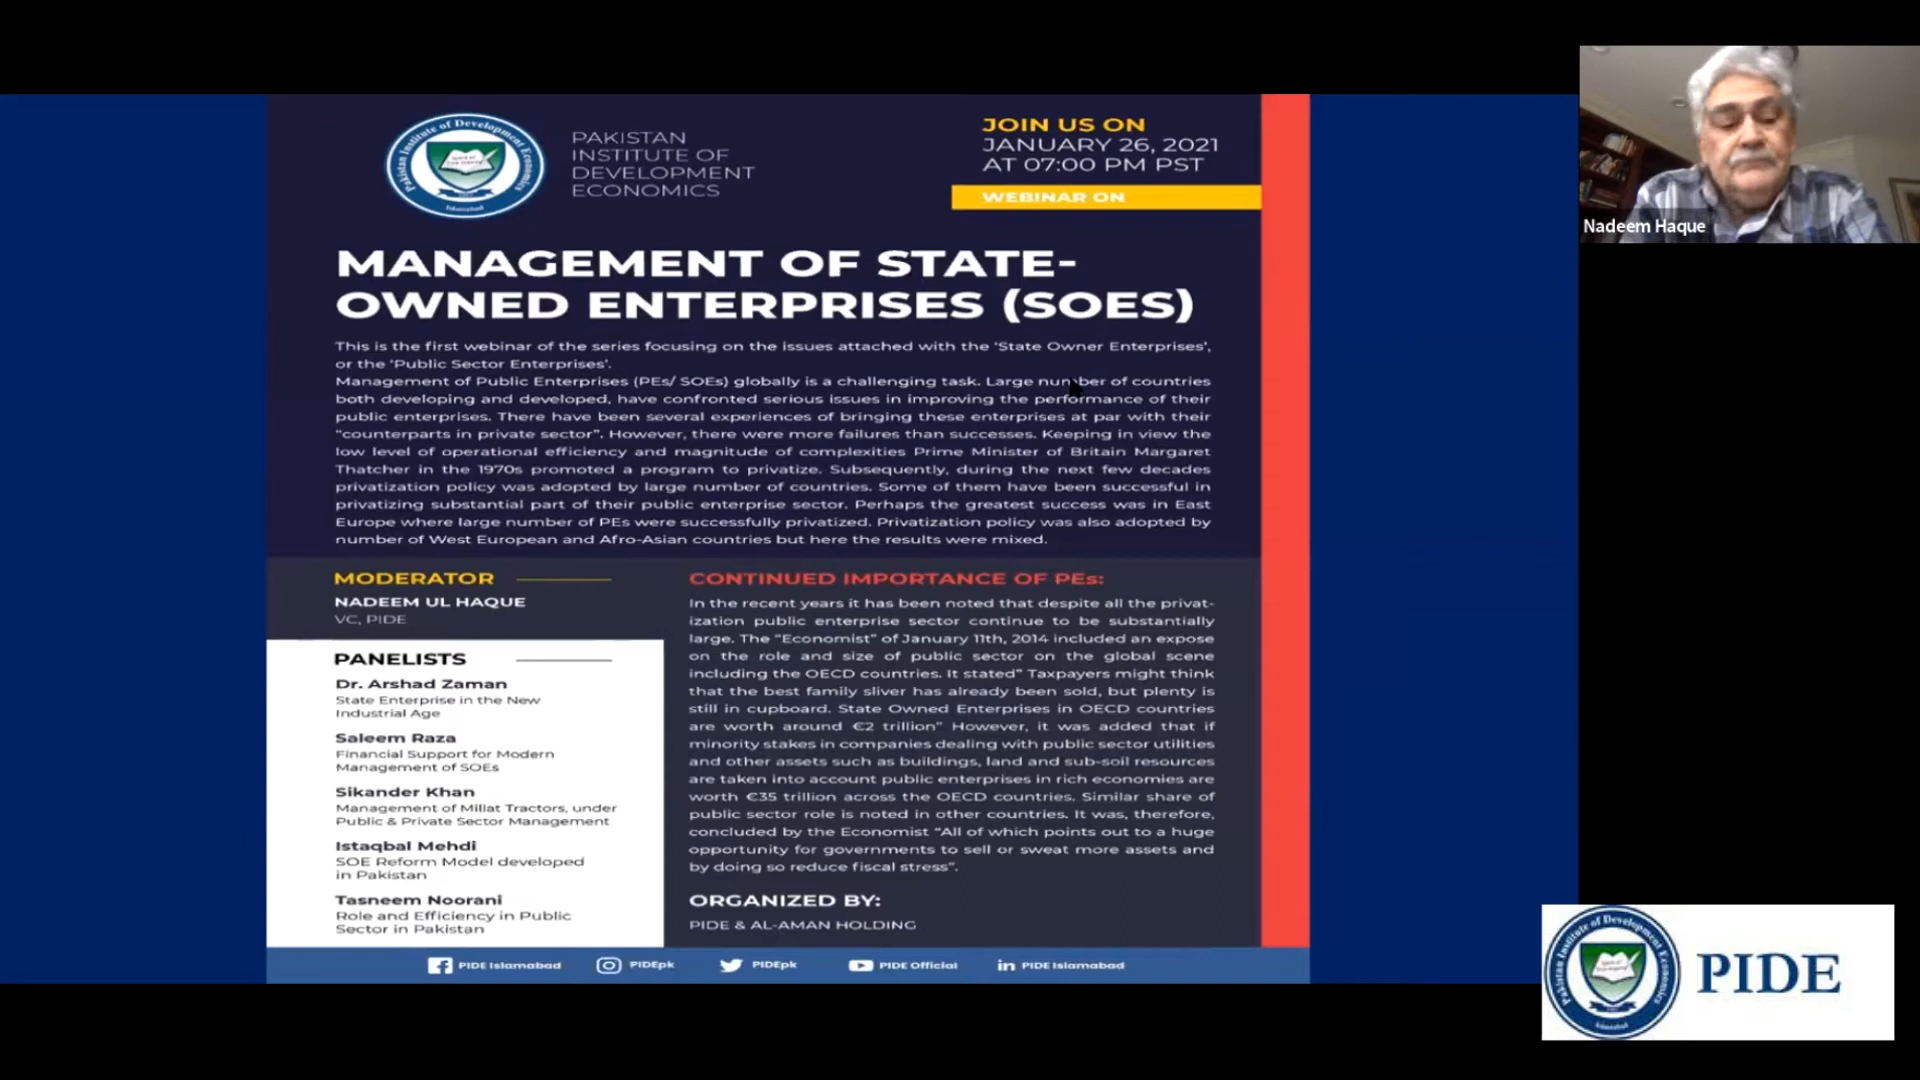 Pakistan Institute of Development Economics
Islamabad
PAKISTAN
INSTITUTE OF
DEVELOPMENT
ECONOMICS
JOIN US ON
JANUARY 26, 2021
AT 07:00 PM PST
WEBINAR ON
MANAGEMENT OF STATE-
OWNED ENTERPRISES (SOES)
This is the first webinar of the series focusing on the issues attached with the 'State Owner Enterprises',
or the 'Public Sector Enterprises'.
Management of Public Enterprises (PEs/ SOEs) globally is a challenging task. Large number of countries
both developing and developed, have confronted serious issues in improving the performance of their
public enterprises. There have been several experiences of bringing these enterprises at par with their
"counterparts in private sector". However, there were more failures than successes. Keeping in view the
low level of operational efficiency and magnitude of complexities Prime Minister of Britain Margaret
Thatcher in the 1970s promoted a program to privatize. Subsequently, during the next few decades
privatization policy was adopted by large number of countries. Some of them have been successful in
privatizing substantial part of their public enterprise sector. Perhaps the greatest success was in East
Europe where large number of PEs were successfully privatized. Privatization policy was also adopted by
number of West European and Afro-Asian countries but here the results were mixed.
MODERATOR
NADEEM UL HAQUE
VC, PIDE
PANELISTS
Dr. Arshad Zaman
State Enterprise in the New
Industrial Age
Saleem Raza
Financial Support for Modern
Management of SOEs
Sikander Khan
Management of Millat Tractors, under
Public & Private Sector Management
Istaqbal Mehdi
SOE Reform Model developed
in Pakistan
Tasneem Noorani
Role and Efficiency in Public
Sector in Pakistan
CONTINUED IMPORTANCE OF PEs:
In the recent years it has been noted that despite all the privat-
ization public enterprise sector continue to be substantially
large. The "Economist" of January 11th, 2014 included an expose
on the role and size of public sector on the global scene
including the OECD countries. It stated" Taxpayers might think
that the best family sliver has already been sold, but plenty is
still in cupboard. State Owned Enterprises in OECD countries
are worth around €2 trillion" However, it was added that if
minority stakes in companies dealing with public sector utilities
and other assets such as buildings, land and sub-soil resources
are taken into account public enterprises in rich economies are
worth €35 trillion across the OECD countries. Similar share of
public sector role is noted in other countries. It was, therefore,
concluded by the Economist "All of which points out to a huge
opportunity for governments to sell or sweat more assets and
by doing so reduce fiscal stress".
ORGANIZED BY:
PIDE & AL-AMAN HOLDING
PIDE Islamabad
PIDEpk
PIDEpk
PIDE Official
PIDE Islamabad
Nadeem Haque
Pakistan Institute of Development Economics
Islamabad
PIDE